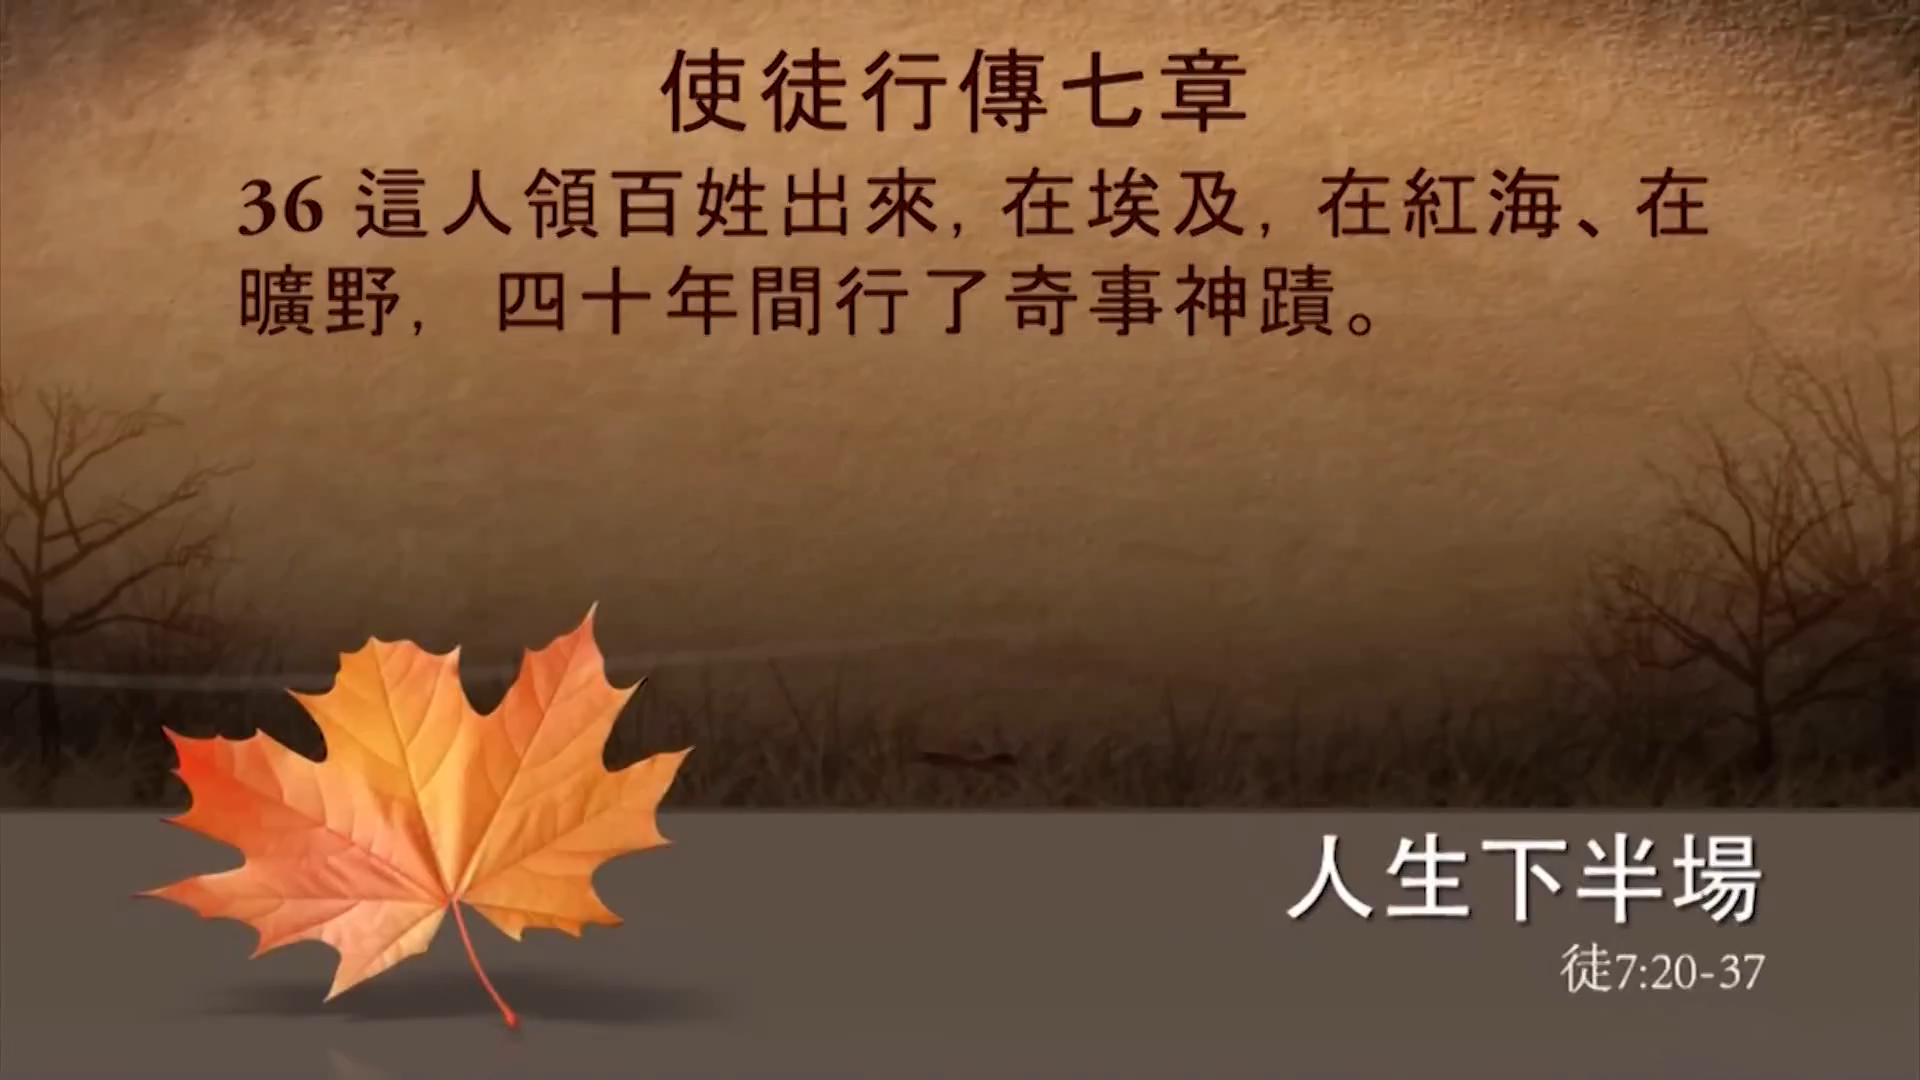 使徒行傳七章
36 這人領百姓出來, 在埃及, 在紅海、在
曠野, 四十年間行了奇事神蹟。
人生下半場
徒7:20-37